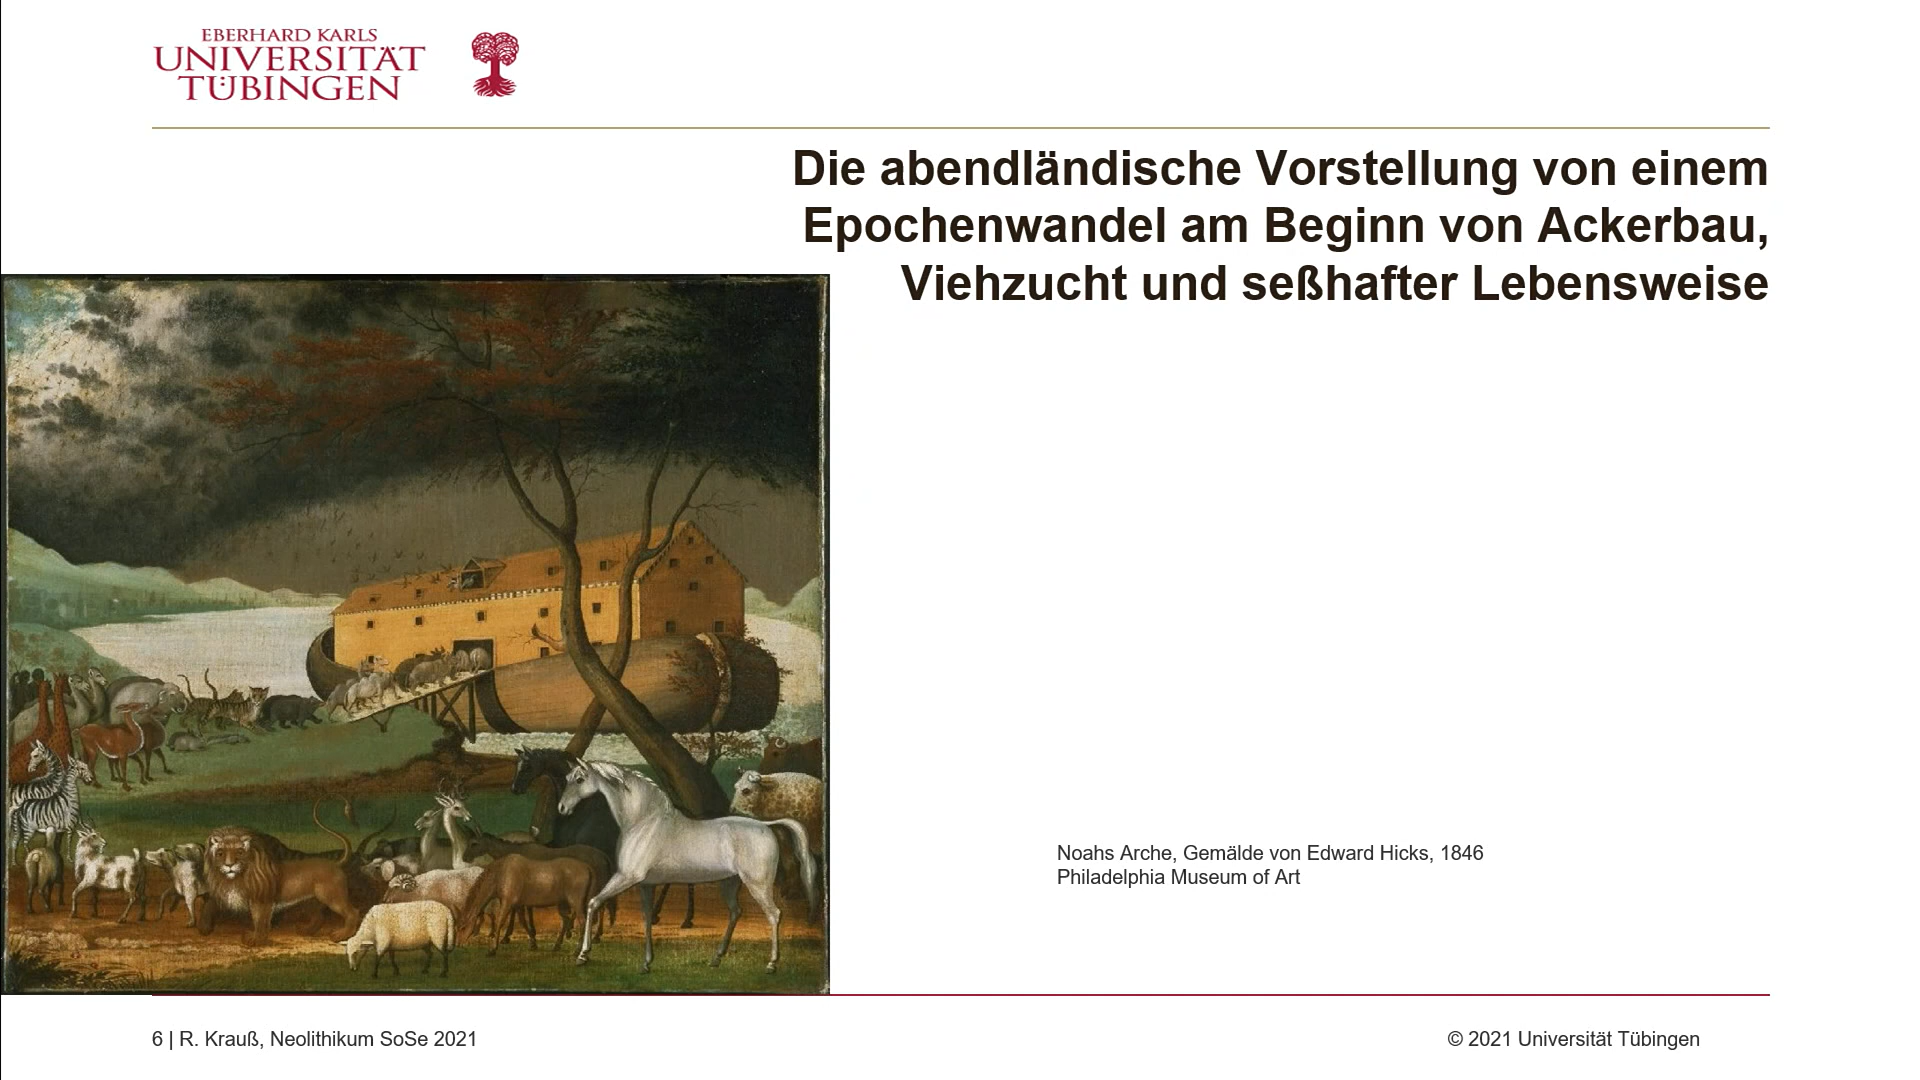 EBERHARD KARLS
UNIVERSITÄT
TÜBINGEN
Die abendländische Vorstellung von einem
Epochenwandel am Beginn von Ackerbau,
Viehzucht und seßhafter Lebensweise
Noahs Arche, Gemälde von Edward Hicks, 1846
Philadelphia Museum of Art
6 | R. Krauß, Neolithikum SoSe 2021
© 2021 Universität Tübingen